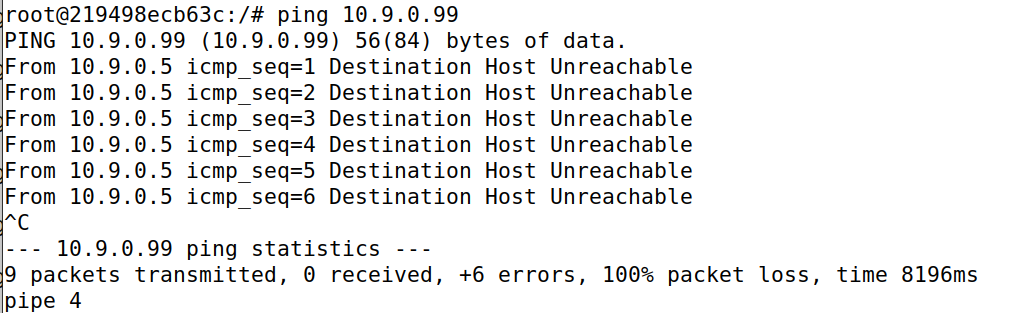 root@219498ecb63c:/# ping 10.9.0.99
PING 10.9.0.99 (10.9.0.99) 56(84) bytes of data.
From 10.9.0.5 icmp_seq=1 Destination Host Unreachable
From 10.9.0.5 icmp_seq=2 Destination Host Unreachable
From 10.9.0.5 icmp_seq=3 Destination Host Unreachable
From 10.9.0.5 icmp_seq=4 Destination Host Unreachable
From 10.9.0.5 icmp_seq=5 Destination Host Unreachable
From 10.9.0.5 icmp_seq=6 Destination Host Unreachable
^C
--- 10.9.0.99 ping statistics ---
9 packets transmitted, 0 received, +6 errors, 100% packet loss, time 8196ms
pipe 4